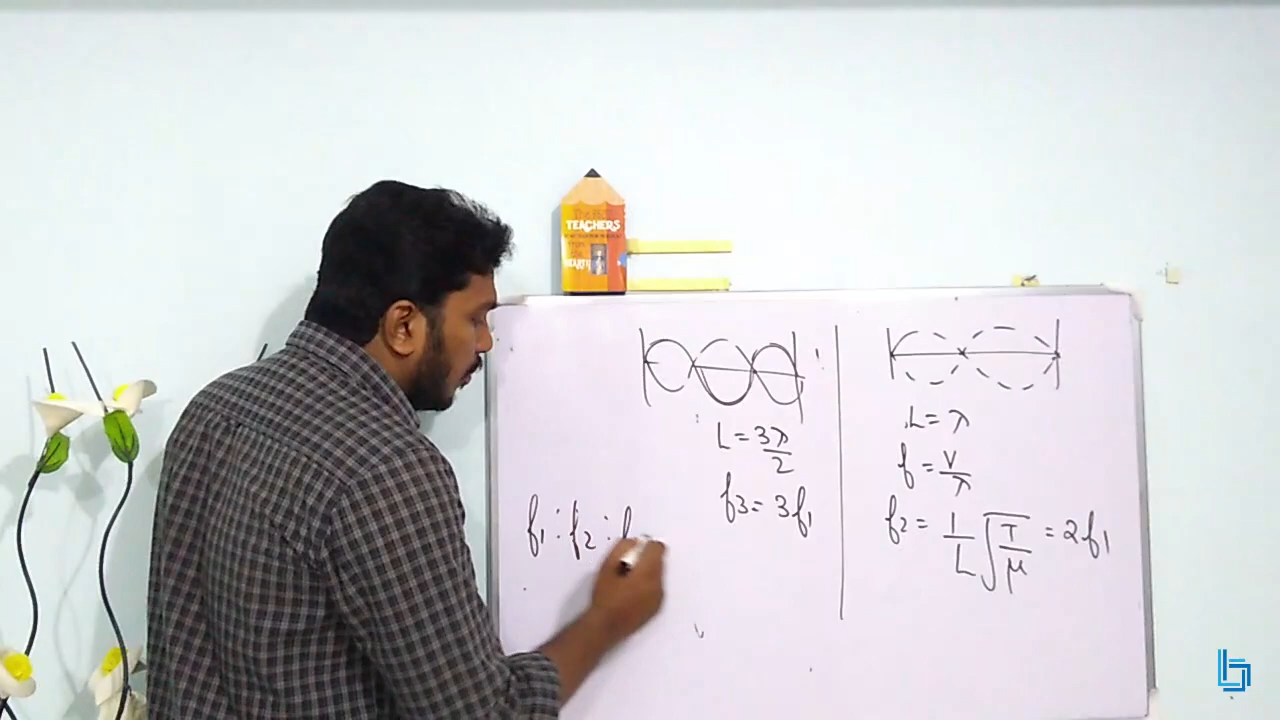 TEACHERS
L = 3λ/2
f3 = 3f1
f1 : f2 : f
L = λ
f = v/λ
f2 = 1/L √(T/μ) = 2f1